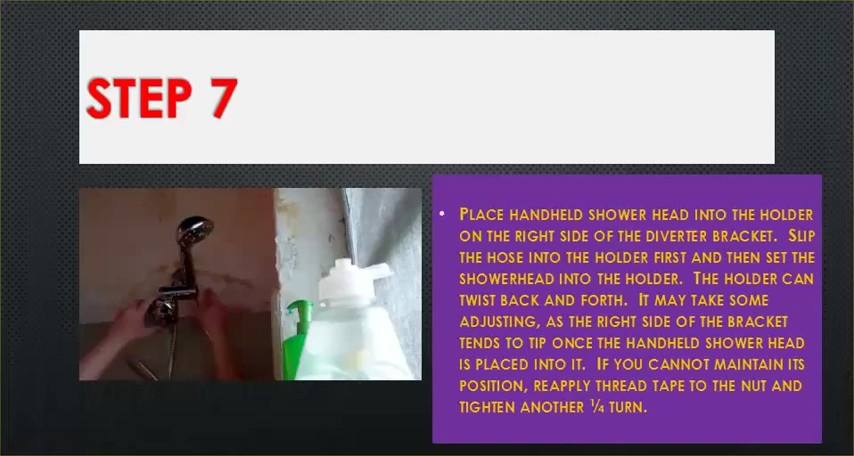 STEP 7
• PLACE HANDHELD SHOWER HEAD INTO THE HOLDER
ON THE RIGHT SIDE OF THE DIVERTER BRACKET.  SLIP
THE HOSE INTO THE HOLDER FIRST AND THEN SET THE
SHOWERHEAD INTO THE HOLDER.  THE HOLDER CAN
TWIST BACK AND FORTH.  IT MAY TAKE SOME
ADJUSTING, AS THE RIGHT SIDE OF THE BRACKET
TENDS TO TIP ONCE THE HANDHELD SHOWER HEAD
IS PLACED INTO IT.  IF YOU CANNOT MAINTAIN ITS
POSITION, REAPPLY THREAD TAPE TO THE NUT AND
TIGHTEN ANOTHER ¼ TURN.